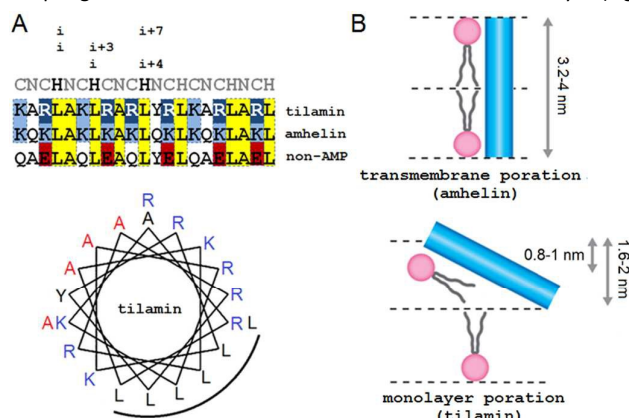 A
i i+7
i i+3
i i+4
CNCHNCHCNCHNCHCNCHNCH
KARLAKLRARLYRLKARLARL tilamin
KQKLAKLKAKLQKLKQKLAKL amhelin
QAELAQLEAQLYELQAELAEL non-AMP
R
A
A
R
A
K
A
R
Y
R
A
K
R
L
R
L
K
L
L
L
L
L
tilamin
B
3.2-4 nm
transmembrane poration
(amhelin)
0.8-1 nm
1.6-2 nm
monolayer poration
(tilamin)